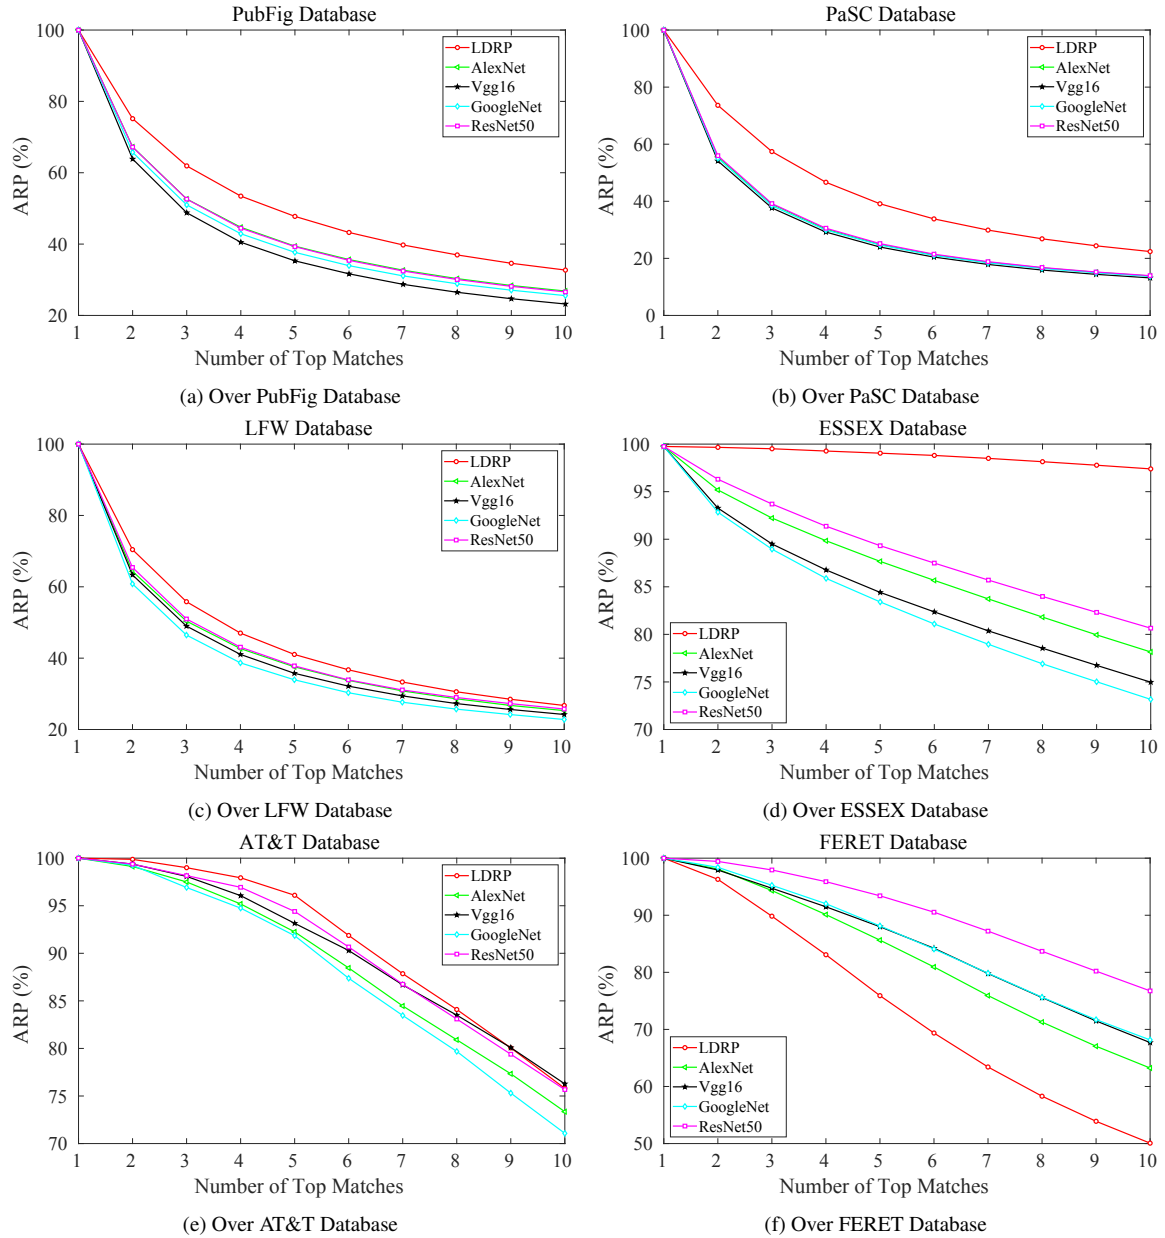 PubFig Database
100
80
60
40
20
ARP (%)
LDRP
AlexNet
Vgg16
GoogleNet
ResNet50
1 2 3 4 5 6 7 8 9 10
Number of Top Matches
(a) Over PubFig Database
PaSC Database
100
80
60
40
20
0
ARP (%)
LDRP
AlexNet
Vgg16
GoogleNet
ResNet50
1 2 3 4 5 6 7 8 9 10
Number of Top Matches
(b) Over PaSC Database
LFW Database
100
80
60
40
20
ARP (%)
LDRP
AlexNet
Vgg16
GoogleNet
ResNet50
1 2 3 4 5 6 7 8 9 10
Number of Top Matches
(c) Over LFW Database
ESSEX Database
100
95
90
85
80
75
70
ARP (%)
LDRP
AlexNet
Vgg16
GoogleNet
ResNet50
1 2 3 4 5 6 7 8 9 10
Number of Top Matches
(d) Over ESSEX Database
AT&T Database
100
95
90
85
80
75
70
ARP (%)
LDRP
AlexNet
Vgg16
GoogleNet
ResNet50
1 2 3 4 5 6 7 8 9 10
Number of Top Matches
(e) Over AT&T Database
FERET Database
100
90
80
70
60
50
ARP (%)
LDRP
AlexNet
Vgg16
GoogleNet
ResNet50
1 2 3 4 5 6 7 8 9 10
Number of Top Matches
(f) Over FERET Database